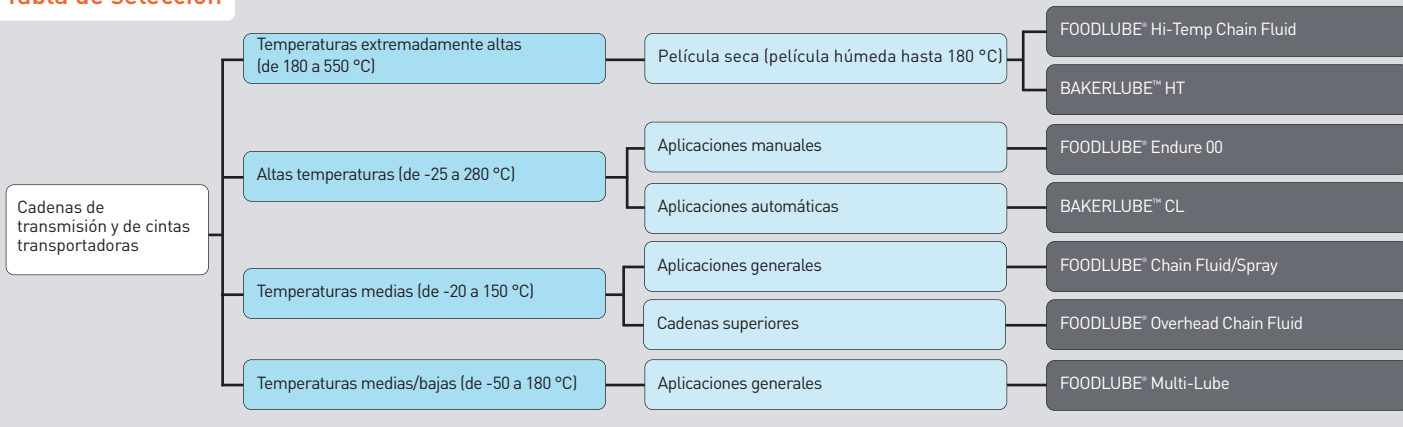 Tabla de selección
Cadenas de
transmisión y de cintas
transportadoras
Temperaturas extremadamente altas
(de 180 a 550 °C)
Película seca (película húmeda hasta 180 °C)
FOODLUBE® Hi-Temp Chain Fluid
BAKERLUBE™ HT
Altas temperaturas (de -25 a 280 °C)
Aplicaciones manuales
FOODLUBE® Endure 00
Aplicaciones automáticas
BAKERLUBE™ CL
Temperaturas medias (de -20 a 150 °C)
Aplicaciones generales
FOODLUBE® Chain Fluid/Spray
Cadenas superiores
FOODLUBE® Overhead Chain Fluid
Temperaturas medias/bajas (de -50 a 180 °C)
Aplicaciones generales
FOODLUBE® Multi-Lube